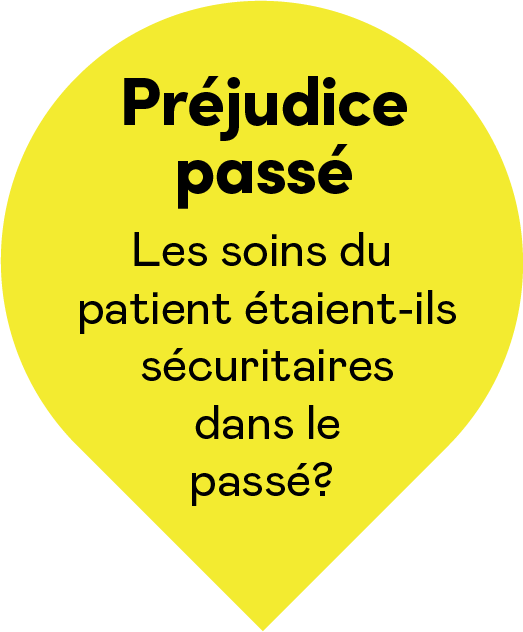 Préjudice
passé
Les soins du
patient étaient-ils
sécuritaires
dans le
passé?